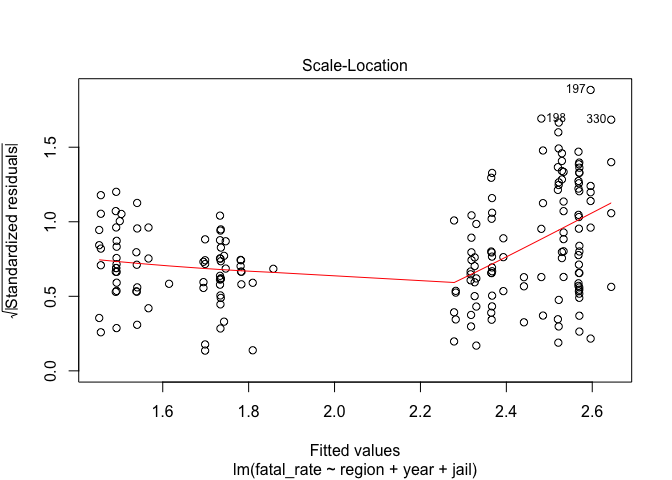 Scale-Location
√|Standardized residuals|
1.5
1.0
0.5
0.0
197
198
330
1.6 1.8 2.0 2.2 2.4 2.6
Fitted values
lm(fatal_rate ~ region + year + jail)